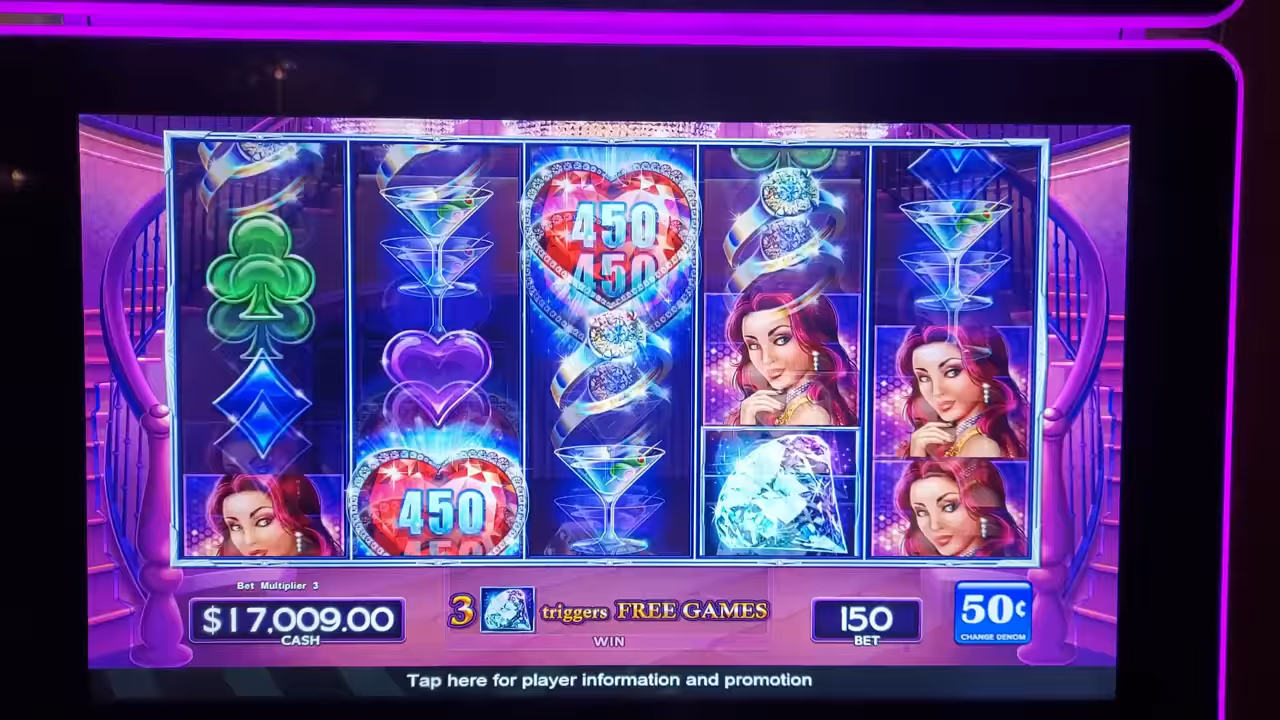 450
450
450
450
Bet Multiplier 3
$17,009.00
CASH
3 triggers FREE GAMES
WIN
150
BET
50¢
CHANGE DENOM
Tap here for player information and promotion